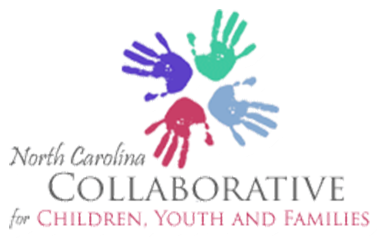 North Carolina
COLLABORATIVE
for CHILDREN, YOUTH AND FAMILIES